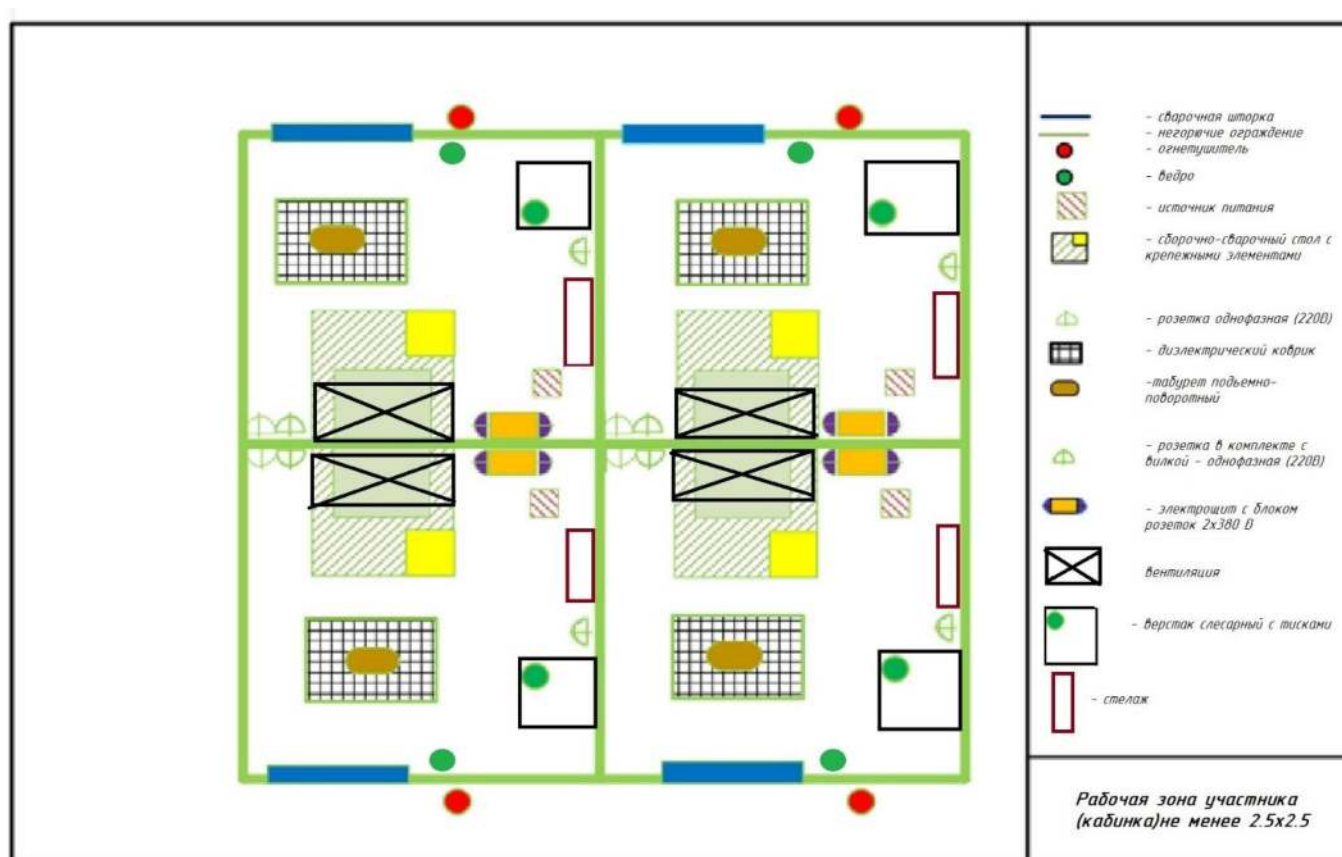 - сварочная шторка
- негорючие ограждение
- огнетушитель
- ведро
- источник питания
- сборочно-сварочный стол с
крепежными элементами
- розетка однофазная (220В)
- диэлектрический коврик
-табурет подьемно-
поворотный
- розетка в комплекте с
вилкой - однофазная (220В)
- электрощит с блоком
розеток 2х380 В
Вентиляция
- верстак слесарный с тисками
- стелаж
Рабочая зона участника
(кабинка)не менее 2.5х2.5